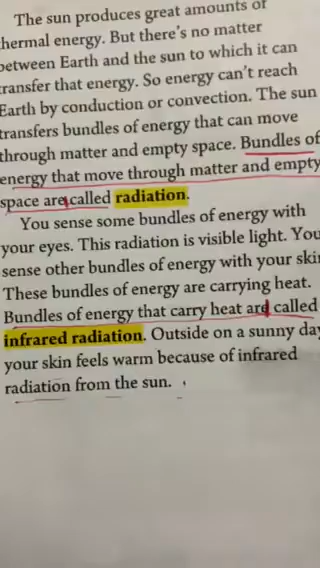 The sun produces great amounts of
thermal energy. But there's no matter
between Earth and the sun to which it can
transfer that energy. So energy can't reach
Earth by conduction or convection. The sun
transfers bundles of energy that can move
through matter and empty space. Bundles of
energy that move through matter and empty
space are called radiation.
You sense some bundles of energy with
your eyes. This radiation is visible light. You
sense other bundles of energy with your skin
These bundles of energy are carrying heat.
Bundles of energy that carry heat are called
infrared radiation. Outside on a sunny day
your skin feels warm because of infrared
radiation from the sun.